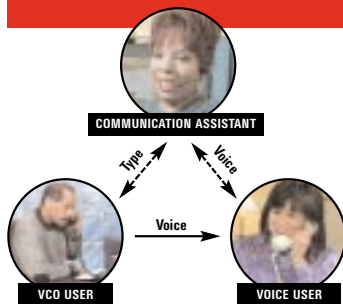 COMMUNICATION ASSISTANT
Type
Voice
Voice
VCO USER
VOICE USER